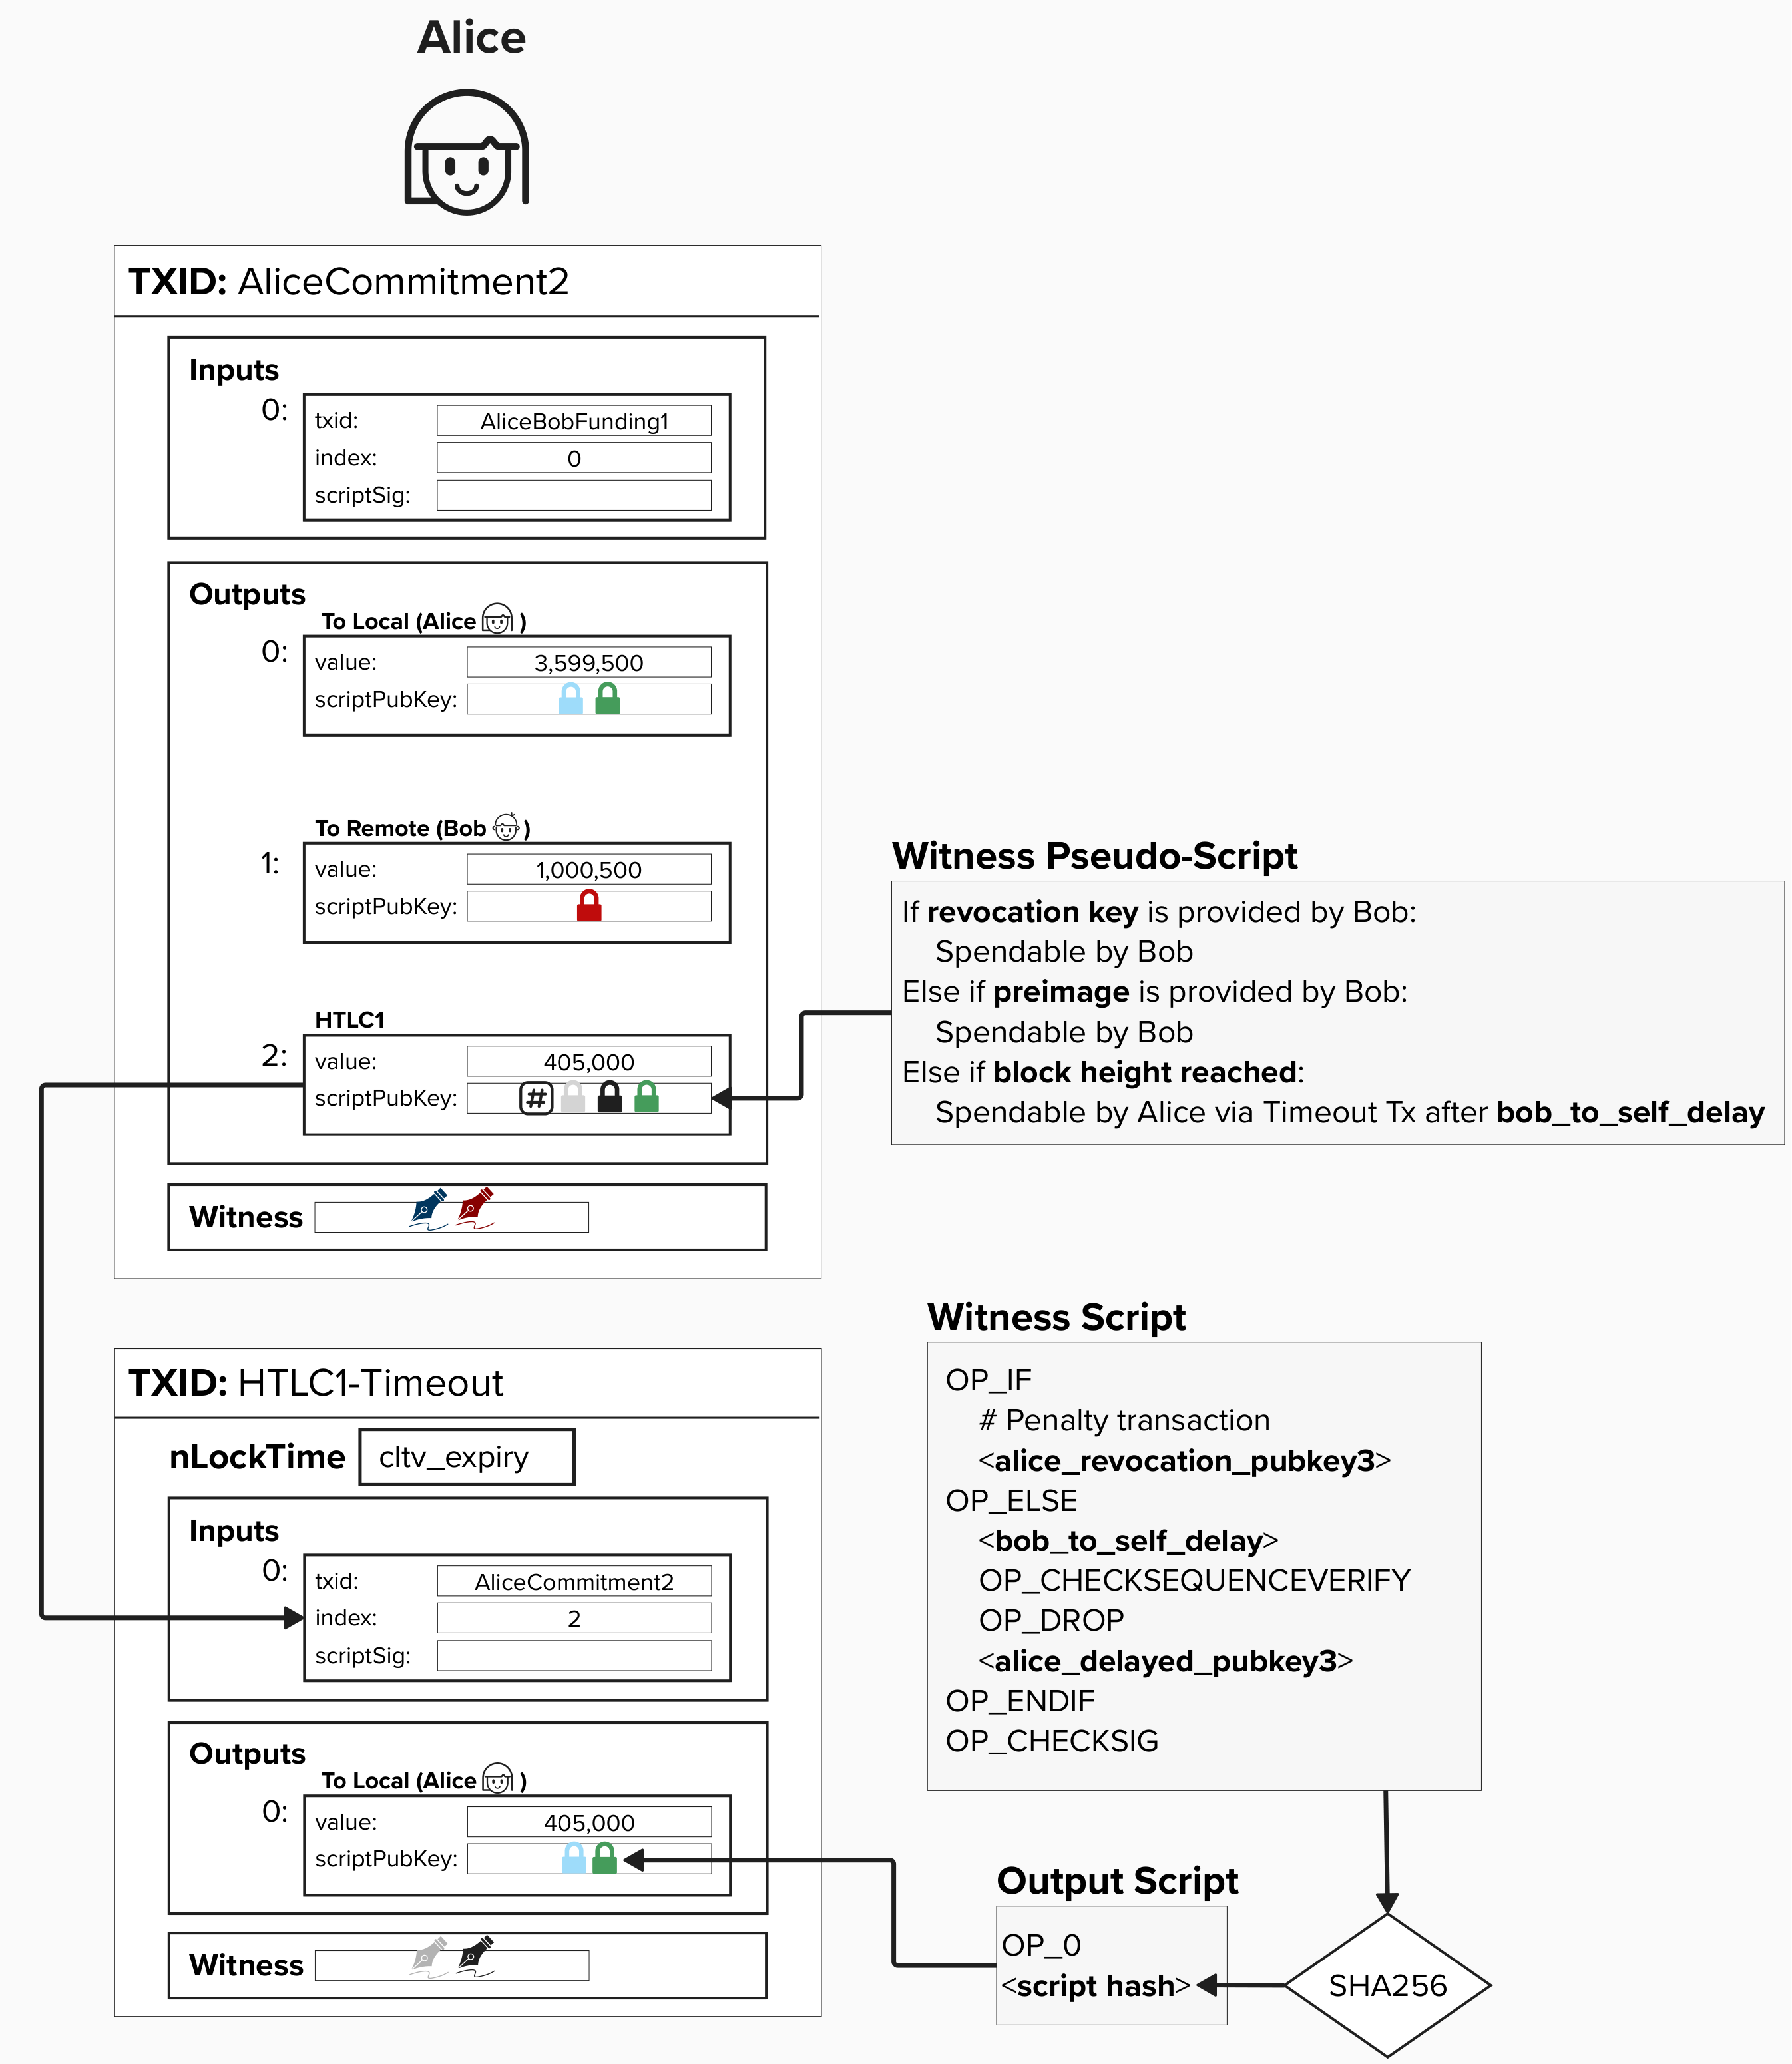 Alice
TXID: AliceCommitment2
Inputs
0:
txid: AliceBobFunding1
index: 0
scriptSig:
Outputs
To Local (Alice )
0:
value: 3,599,500
scriptPubKey:
To Remote (Bob )
1:
value: 1,000,500
scriptPubKey:
HTLC1
2:
value: 405,000
scriptPubKey: #
Witness
Witness Pseudo-Script
If revocation key is provided by Bob:
Spendable by Bob
Else if preimage is provided by Bob:
Spendable by Bob
Else if block height reached:
Spendable by Alice via Timeout Tx after bob_to_self_delay
TXID: HTLC1-Timeout
nLockTime cltv_expiry
Inputs
0:
txid: AliceCommitment2
index: 2
scriptSig:
Outputs
To Local (Alice )
0:
value: 405,000
scriptPubKey:
Witness
Witness Script
OP_IF
# Penalty transaction
<alice_revocation_pubkey3>
OP_ELSE
<bob_to_self_delay>
OP_CHECKSEQUENCEVERIFY
OP_DROP
<alice_delayed_pubkey3>
OP_ENDIF
OP_CHECKSIG
Output Script
OP_0
<script hash>
SHA256